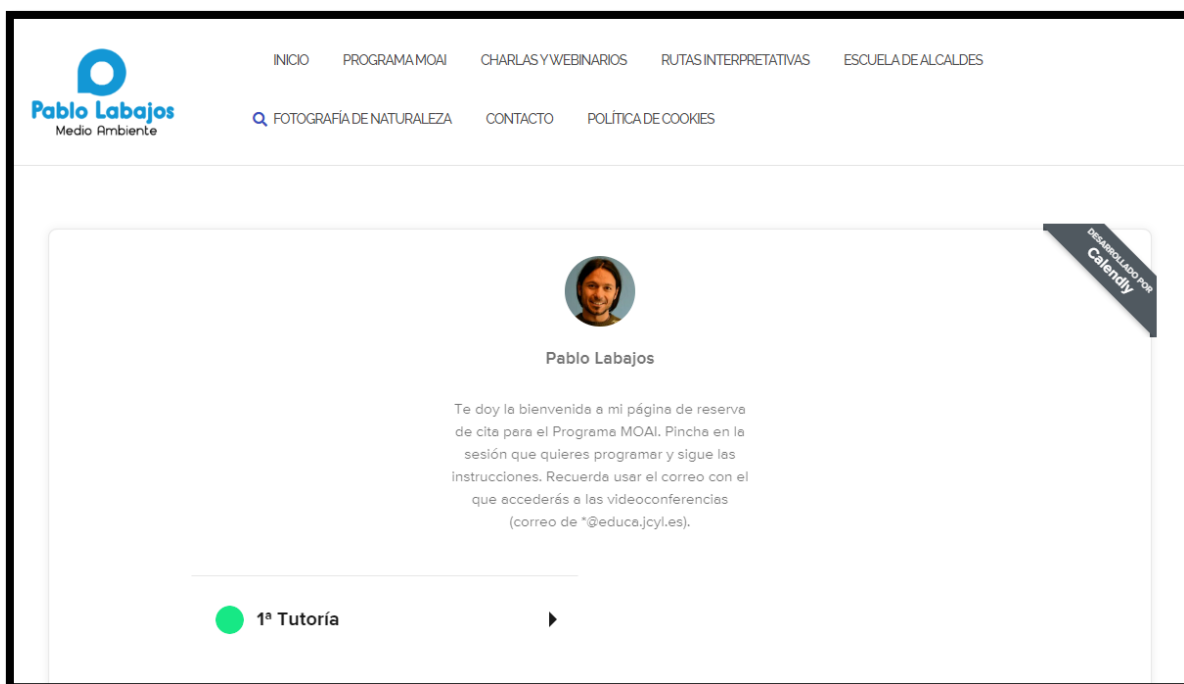 Pablo Labajos
Medio Ambiente
INICIO PROGRAMA MOAI CHARLAS Y WEBINARIOS RUTAS INTERPRETATIVAS ESCUELA DE ALCALDES
FOTOGRAFÍA DE NATURALEZA CONTACTO POLÍTICA DE COOKIES
DESARROLLADO POR
Calendly
Pablo Labajos
Te doy la bienvenida a mi página de reserva
de cita para el Programa MOAI. Pincha en la
sesión que quieres programar y sigue las
instrucciones. Recuerda usar el correo con el
que accederás a las videoconferencias
(correo de *@educa.jcyl.es).
1ª Tutoría